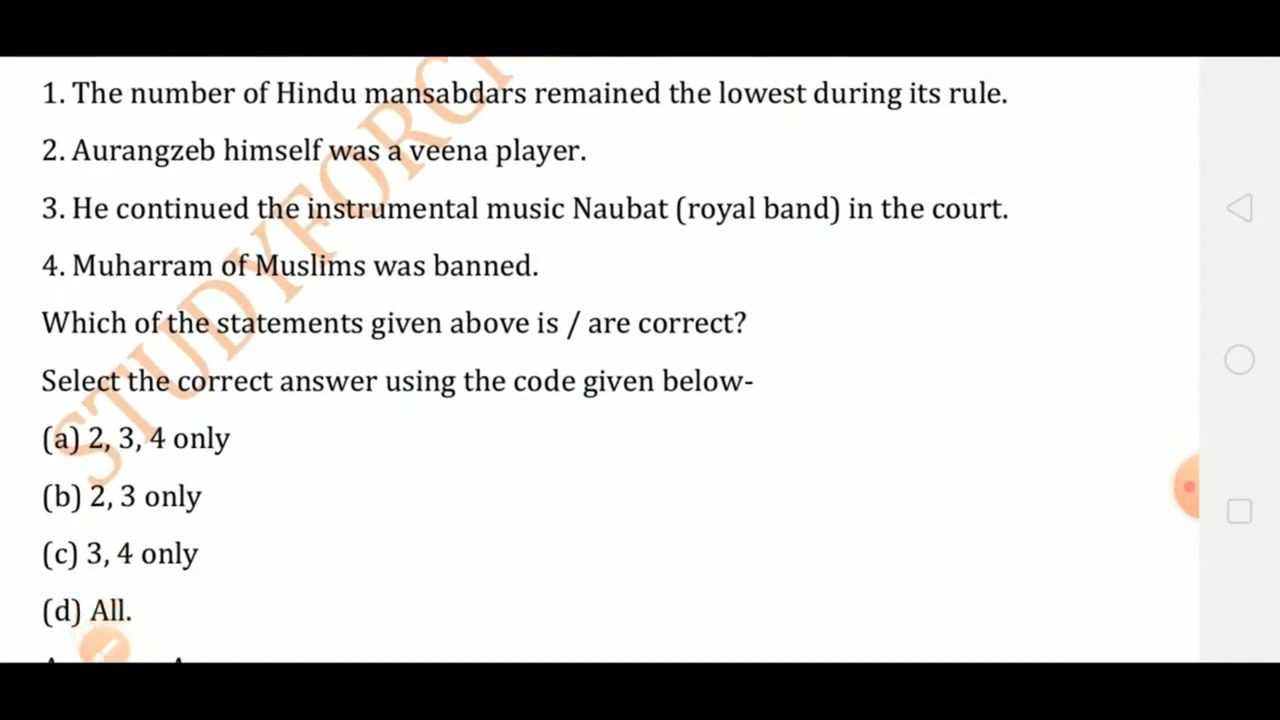 1. The number of Hindu mansabdars remained the lowest during its rule.
2. Aurangzeb himself was a veena player.
3. He continued the instrumental music Naubat (royal band) in the court.
4. Muharram of Muslims was banned.
Which of the statements given above is / are correct?
Select the correct answer using the code given below-
(a) 2, 3, 4 only
(b) 2, 3 only
(c) 3, 4 only
(d) All.